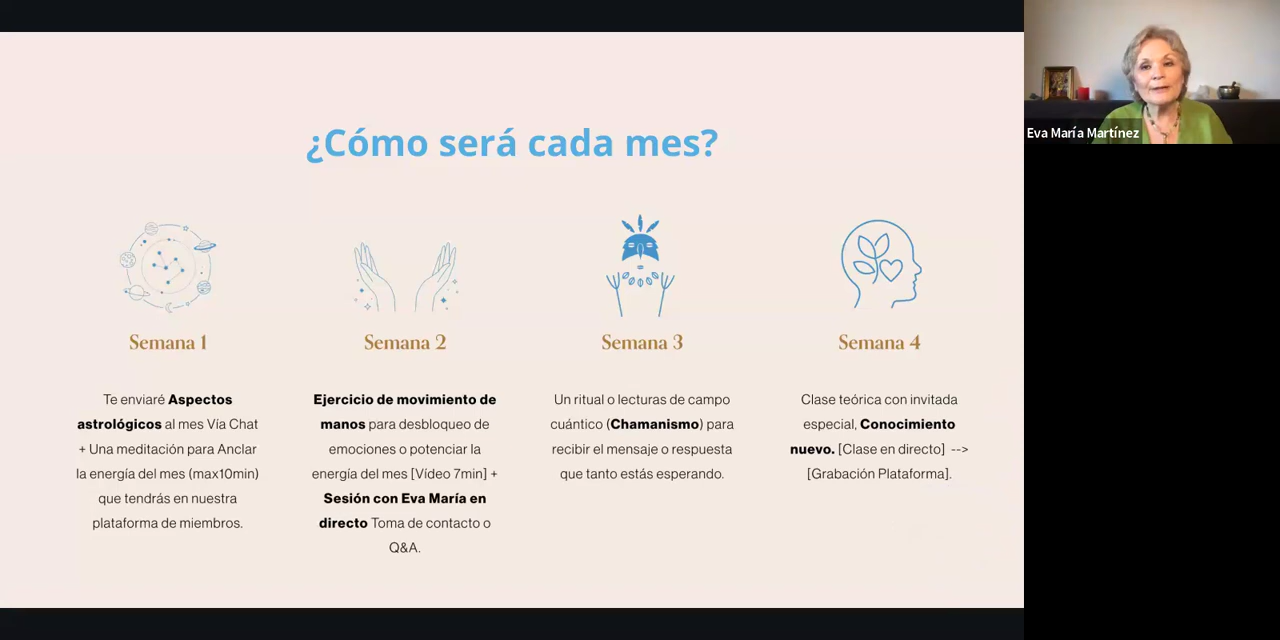 ¿Cómo será cada mes?
Semana 1
Te enviaré Aspectos
astrológicos al mes Vía Chat
+ Una meditación para Anclar
la energía del mes (max10min)
que tendrás en nuestra
plataforma de miembros.
Semana 2
Ejercicio de movimiento de
manos para desbloqueo de
emociones o potenciar la
energía del mes [Vídeo 7min] +
Sesión con Eva María en
directo Toma de contacto o
Q&A.
Semana 3
Un ritual o lecturas de campo
cuántico (Chamanismo) para
recibir el mensaje o respuesta
que tanto estás esperando.
Semana 4
Clase teórica con invitada
especial, Conocimiento
nuevo. [Clase en directo] -->
[Grabación Plataforma].
Eva María Martínez